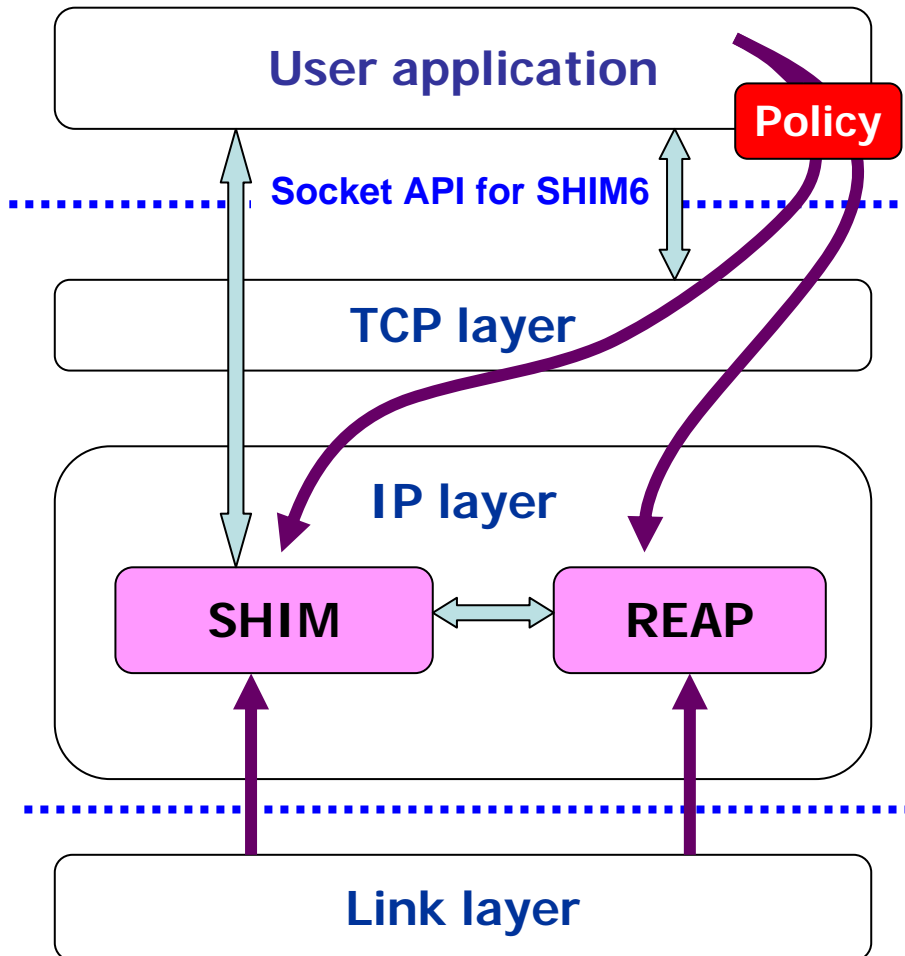 User application
Policy
Socket API for SHIM6
TCP layer
IP layer
SHIM
REAP
Link layer